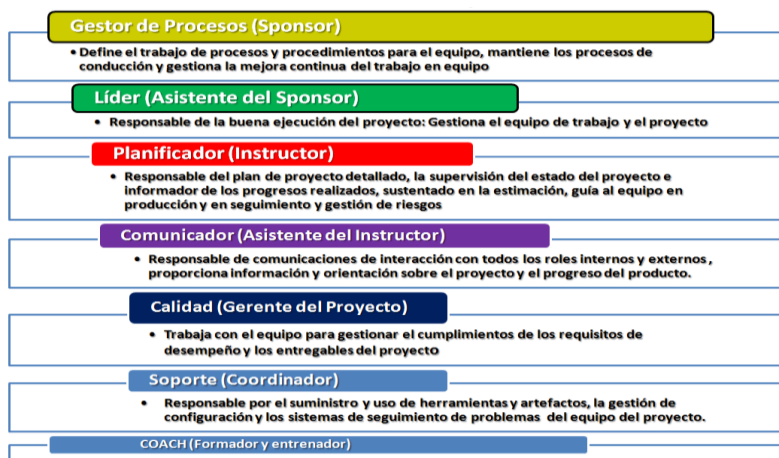 Gestor de Procesos (Sponsor)
• Define el trabajo de procesos y procedimientos para el equipo, mantiene los procesos de
conducción y gestiona la mejora continua del trabajo en equipo
Líder (Asistente del Sponsor)
• Responsable de la buena ejecución del proyecto: Gestiona el equipo de trabajo y el proyecto
Planificador (Instructor)
• Responsable del plan de proyecto detallado, la supervisión del estado del proyecto e
informador de los progresos realizados, sustentado en la estimación, guía al equipo en
producción y en seguimiento y gestión de riesgos
Comunicador (Asistente del Instructor)
• Responsable de comunicaciones de interacción con todos los roles internos y externos ,
proporciona información y orientación sobre el proyecto y el progreso del producto.
Calidad (Gerente del Proyecto)
• Trabaja con el equipo para gestionar el cumplimientos de los requisitos de
desempeño y los entregables del proyecto
Soporte (Coordinador)
• Responsable por el suministro y uso de herramientas y artefactos, la gestión de
configuración y los sistemas de seguimiento de problemas del equipo del proyecto.
COACH (Formador y entrenador)